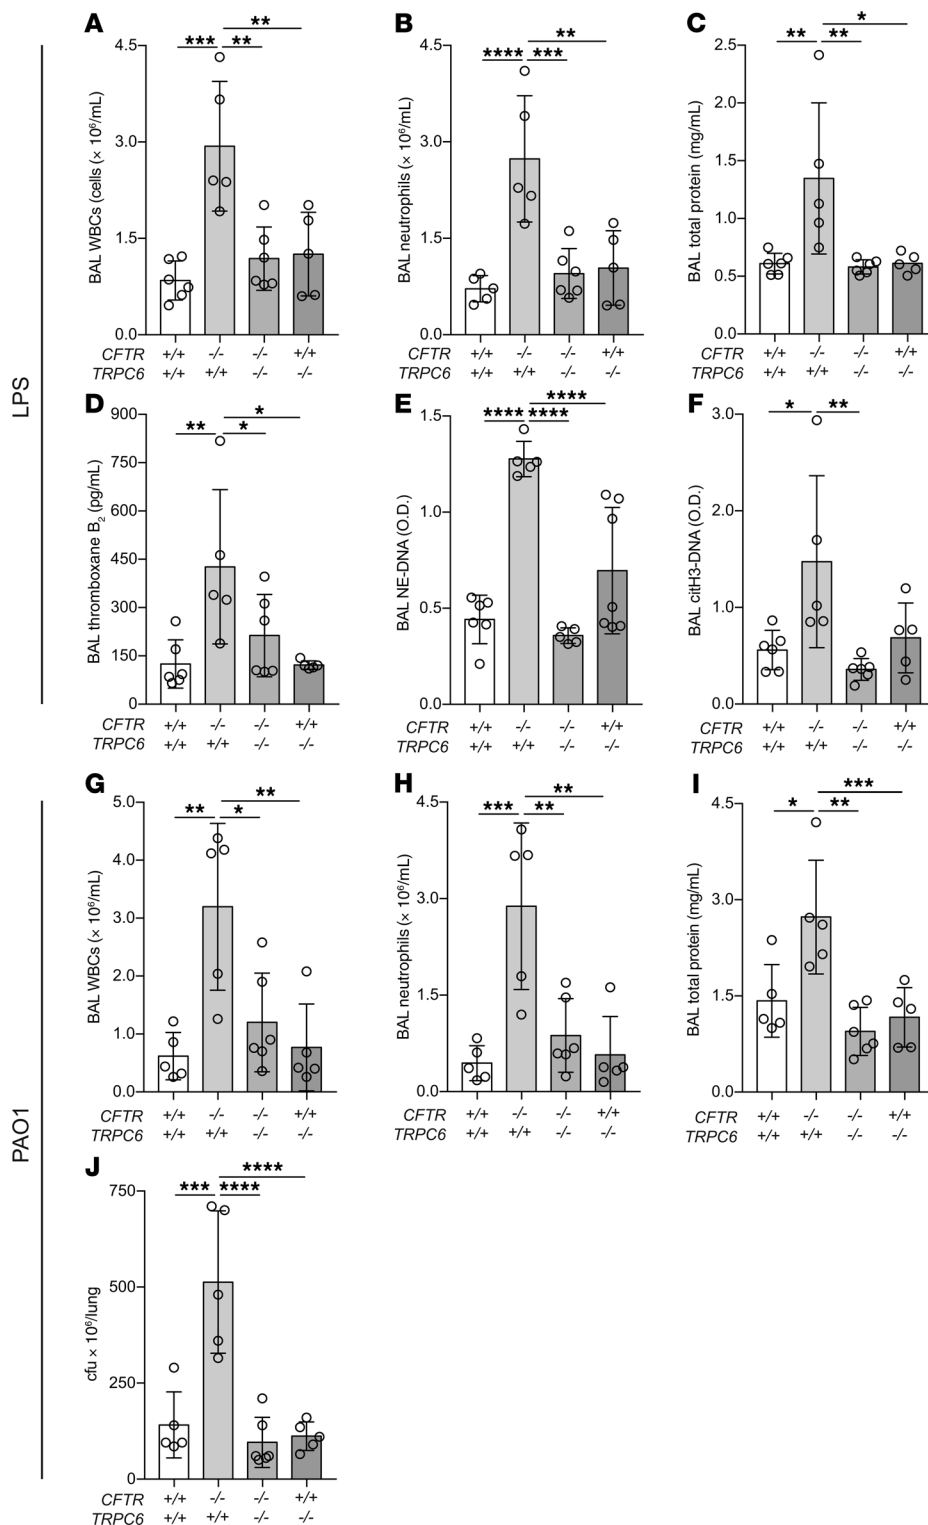 LPS
A
*** ** **
BAL WBCs (cells (× 10⁶/mL)
4.5
3.0
1.5
0.0
CFTR +/+ -/- -/- +/+
TRPC6 +/+ +/+ -/- -/-
B
**** *** **
BAL neutrophils (× 10⁶/mL)
4.5
3.0
1.5
0.0
CFTR +/+ -/- -/- +/+
TRPC6 +/+ +/+ -/- -/-
C
** ** *
BAL total protein (mg/mL)
2.5
2.0
1.5
1.0
0.5
0.0
CFTR +/+ -/- -/- +/+
TRPC6 +/+ +/+ -/- -/-
D
** * *
BAL thromboxane B₂ (pg/mL)
900
750
600
450
300
150
0
CFTR +/+ -/- -/- +/+
TRPC6 +/+ +/+ -/- -/-
E
**** **** ****
BAL NE-DNA (O.D.)
1.5
1.0
0.5
0.0
CFTR +/+ -/- -/- +/+
TRPC6 +/+ +/+ -/- -/-
F
* **
BAL citH3-DNA (O.D.)
3.0
2.0
1.0
0.0
CFTR +/+ -/- -/- +/+
TRPC6 +/+ +/+ -/- -/-
PAO1
G
** * **
BAL WBCs (× 10⁶/mL)
5.0
4.0
3.0
2.0
1.0
0.0
CFTR +/+ -/- -/- +/+
TRPC6 +/+ +/+ -/- -/-
H
*** ** **
BAL neutrophils (× 10⁶/mL)
4.5
3.0
1.5
0.0
CFTR +/+ -/- -/- +/+
TRPC6 +/+ +/+ -/- -/-
I
* ** ***
BAL total protein (mg/mL)
4.5
3.0
1.5
0.0
CFTR +/+ -/- -/- +/+
TRPC6 +/+ +/+ -/- -/-
J
*** **** ****
cfu × 10⁶/lung
750
500
250
0
CFTR +/+ -/- -/- +/+
TRPC6 +/+ +/+ -/- -/-